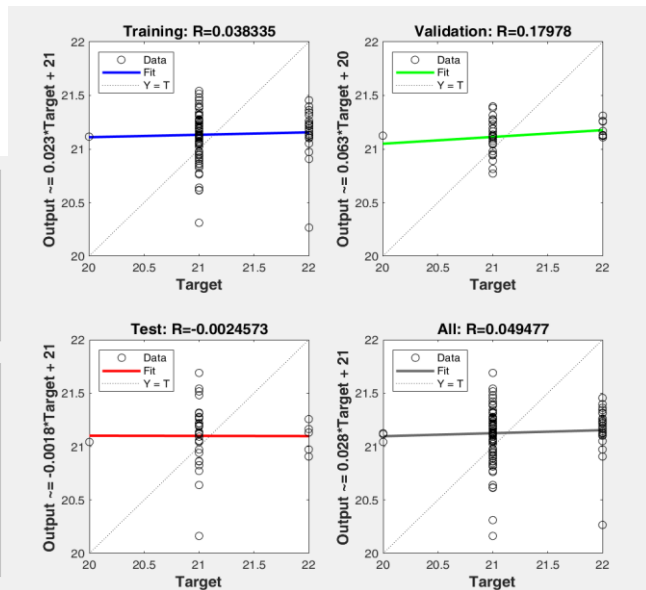 Training: R=0.038335
Output ~= 0.023*Target + 21
22
21.5
21
20.5
20
Data
Fit
Y = T
20 20.5 21 21.5 22
Target
Validation: R=0.17978
Output ~= 0.063*Target + 20
22
21.5
21
20.5
20
Data
Fit
Y = T
20 20.5 21 21.5 22
Target
Test: R=-0.0024573
Output ~= -0.0018*Target + 21
22
21.5
21
20.5
20
Data
Fit
Y = T
20 20.5 21 21.5 22
Target
All: R=0.049477
Output ~= 0.028*Target + 21
22
21.5
21
20.5
20
Data
Fit
Y = T
20 20.5 21 21.5 22
Target